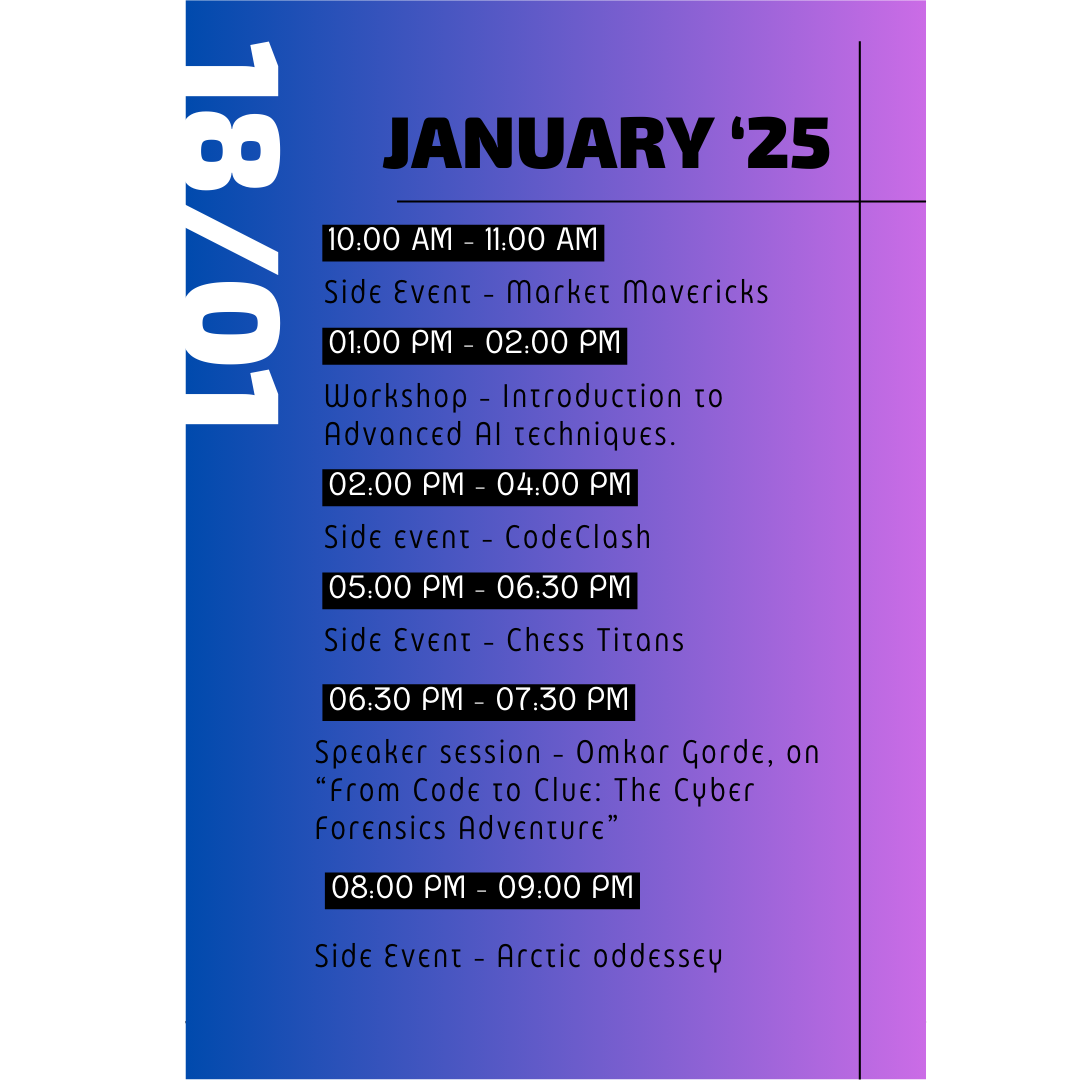 18/01
JANUARY ‘25
10:00 AM - 11:00 AM
Side Event - Market Mavericks
01:00 PM - 02:00 PM
Workshop - Introduction to
Advanced AI techniques.
02:00 PM - 04:00 PM
Side event - CodeClash
05:00 PM - 06:30 PM
Side Event - Chess Titans
06:30 PM - 07:30 PM
Speaker session - Omkar Gorde, on
“From Code to Clue: The Cyber
Forensics Adventure”
08:00 PM - 09:00 PM
Side Event - Arctic oddessey